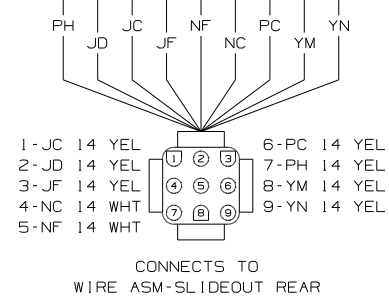 PH JC NF PC YN
JD JF NC YM
1-JC 14 YEL
2-JD 14 YEL
3-JF 14 YEL
4-NC 14 WHT
5-NF 14 WHT
1 2 3
4 5 6
7 8 9
6-PC 14 YEL
7-PH 14 YEL
8-YM 14 YEL
9-YN 14 YEL
CONNECTS TO
WIRE ASM-SLIDEOUT REAR